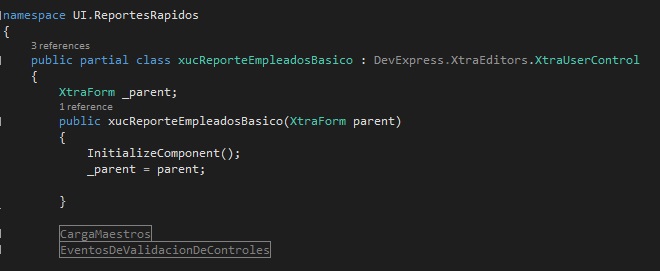 namespace UI.ReportesRapidos
{
3 references
public partial class xucReporteEmpleadosBasico : DevExpress.XtraEditors.XtraUserControl
{
XtraForm _parent;
1 reference
public xucReporteEmpleadosBasico(XtraForm parent)
{
InitializeComponent();
_parent = parent;
}
CargaMaestros
EventosDeValidacionDeControles